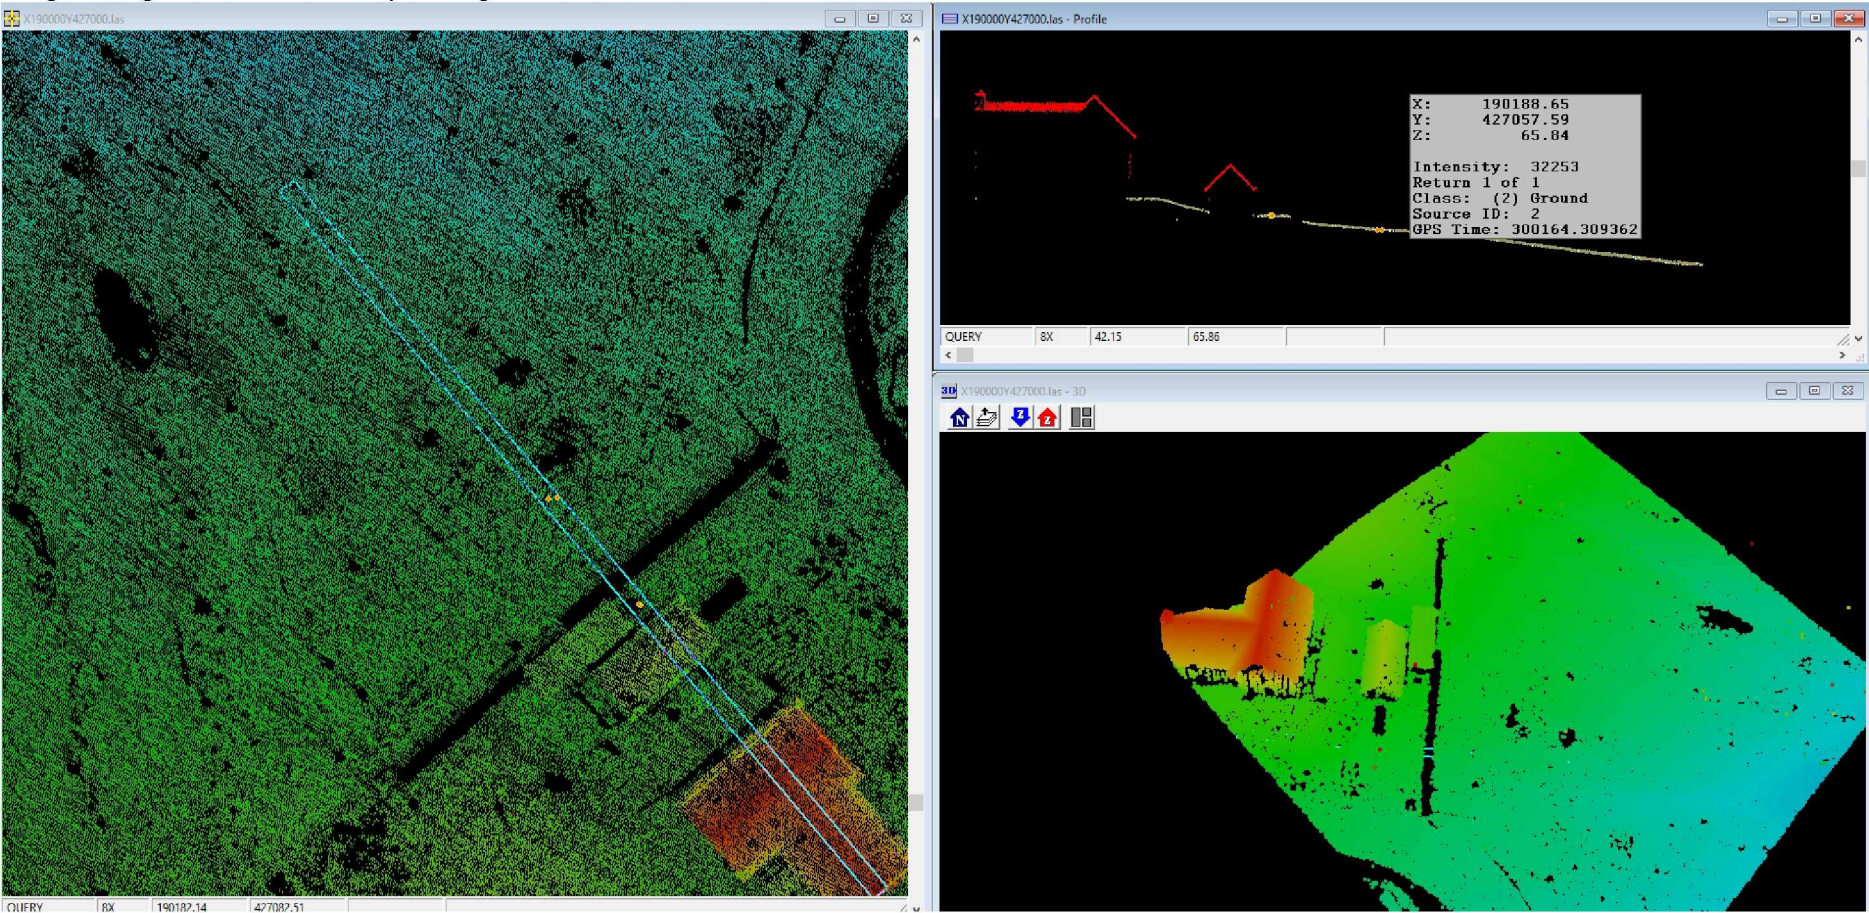 X190000Y427000.las
QUERY 8X 190182.14 427082.51
X190000Y427000.las - Profile
X: 190188.65
Y: 427057.59
Z: 65.84
Intensity: 32253
Return 1 of 1
Class: (2) Ground
Source ID: 2
GPS Time: 300164.309362
QUERY 8X 42.15 65.86
3D X190000Y427000.las - 3D
N Z Z